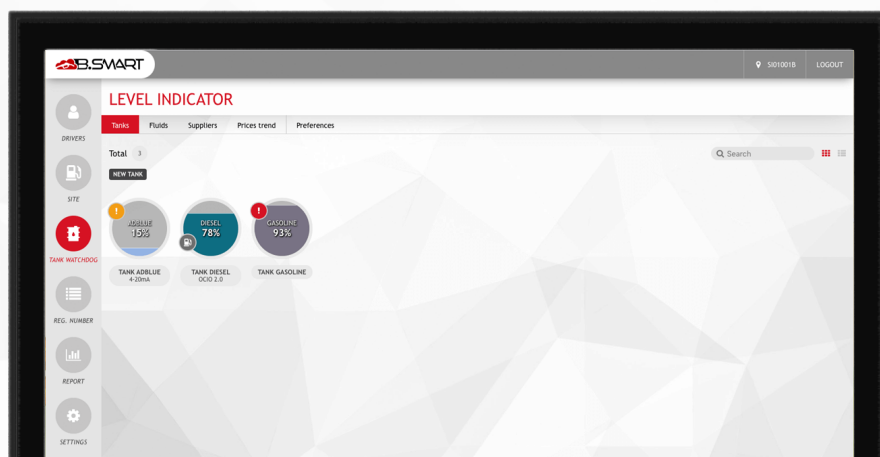 B.SMART
SI01001B
LOGOUT
LEVEL INDICATOR
Tanks Fluids Suppliers Prices trend Preferences
Total 3
Search
NEW TANK
DRIVERS
SITE
TANK WATCHDOG
REG. NUMBER
REPORT
SETTINGS
!
ADBLUE
15%
DIESEL
78%
!
GASOLINE
93%
TANK ADBLUE
4-20mA
TANK DIESEL
OCIO 2.0
TANK GASOLINE